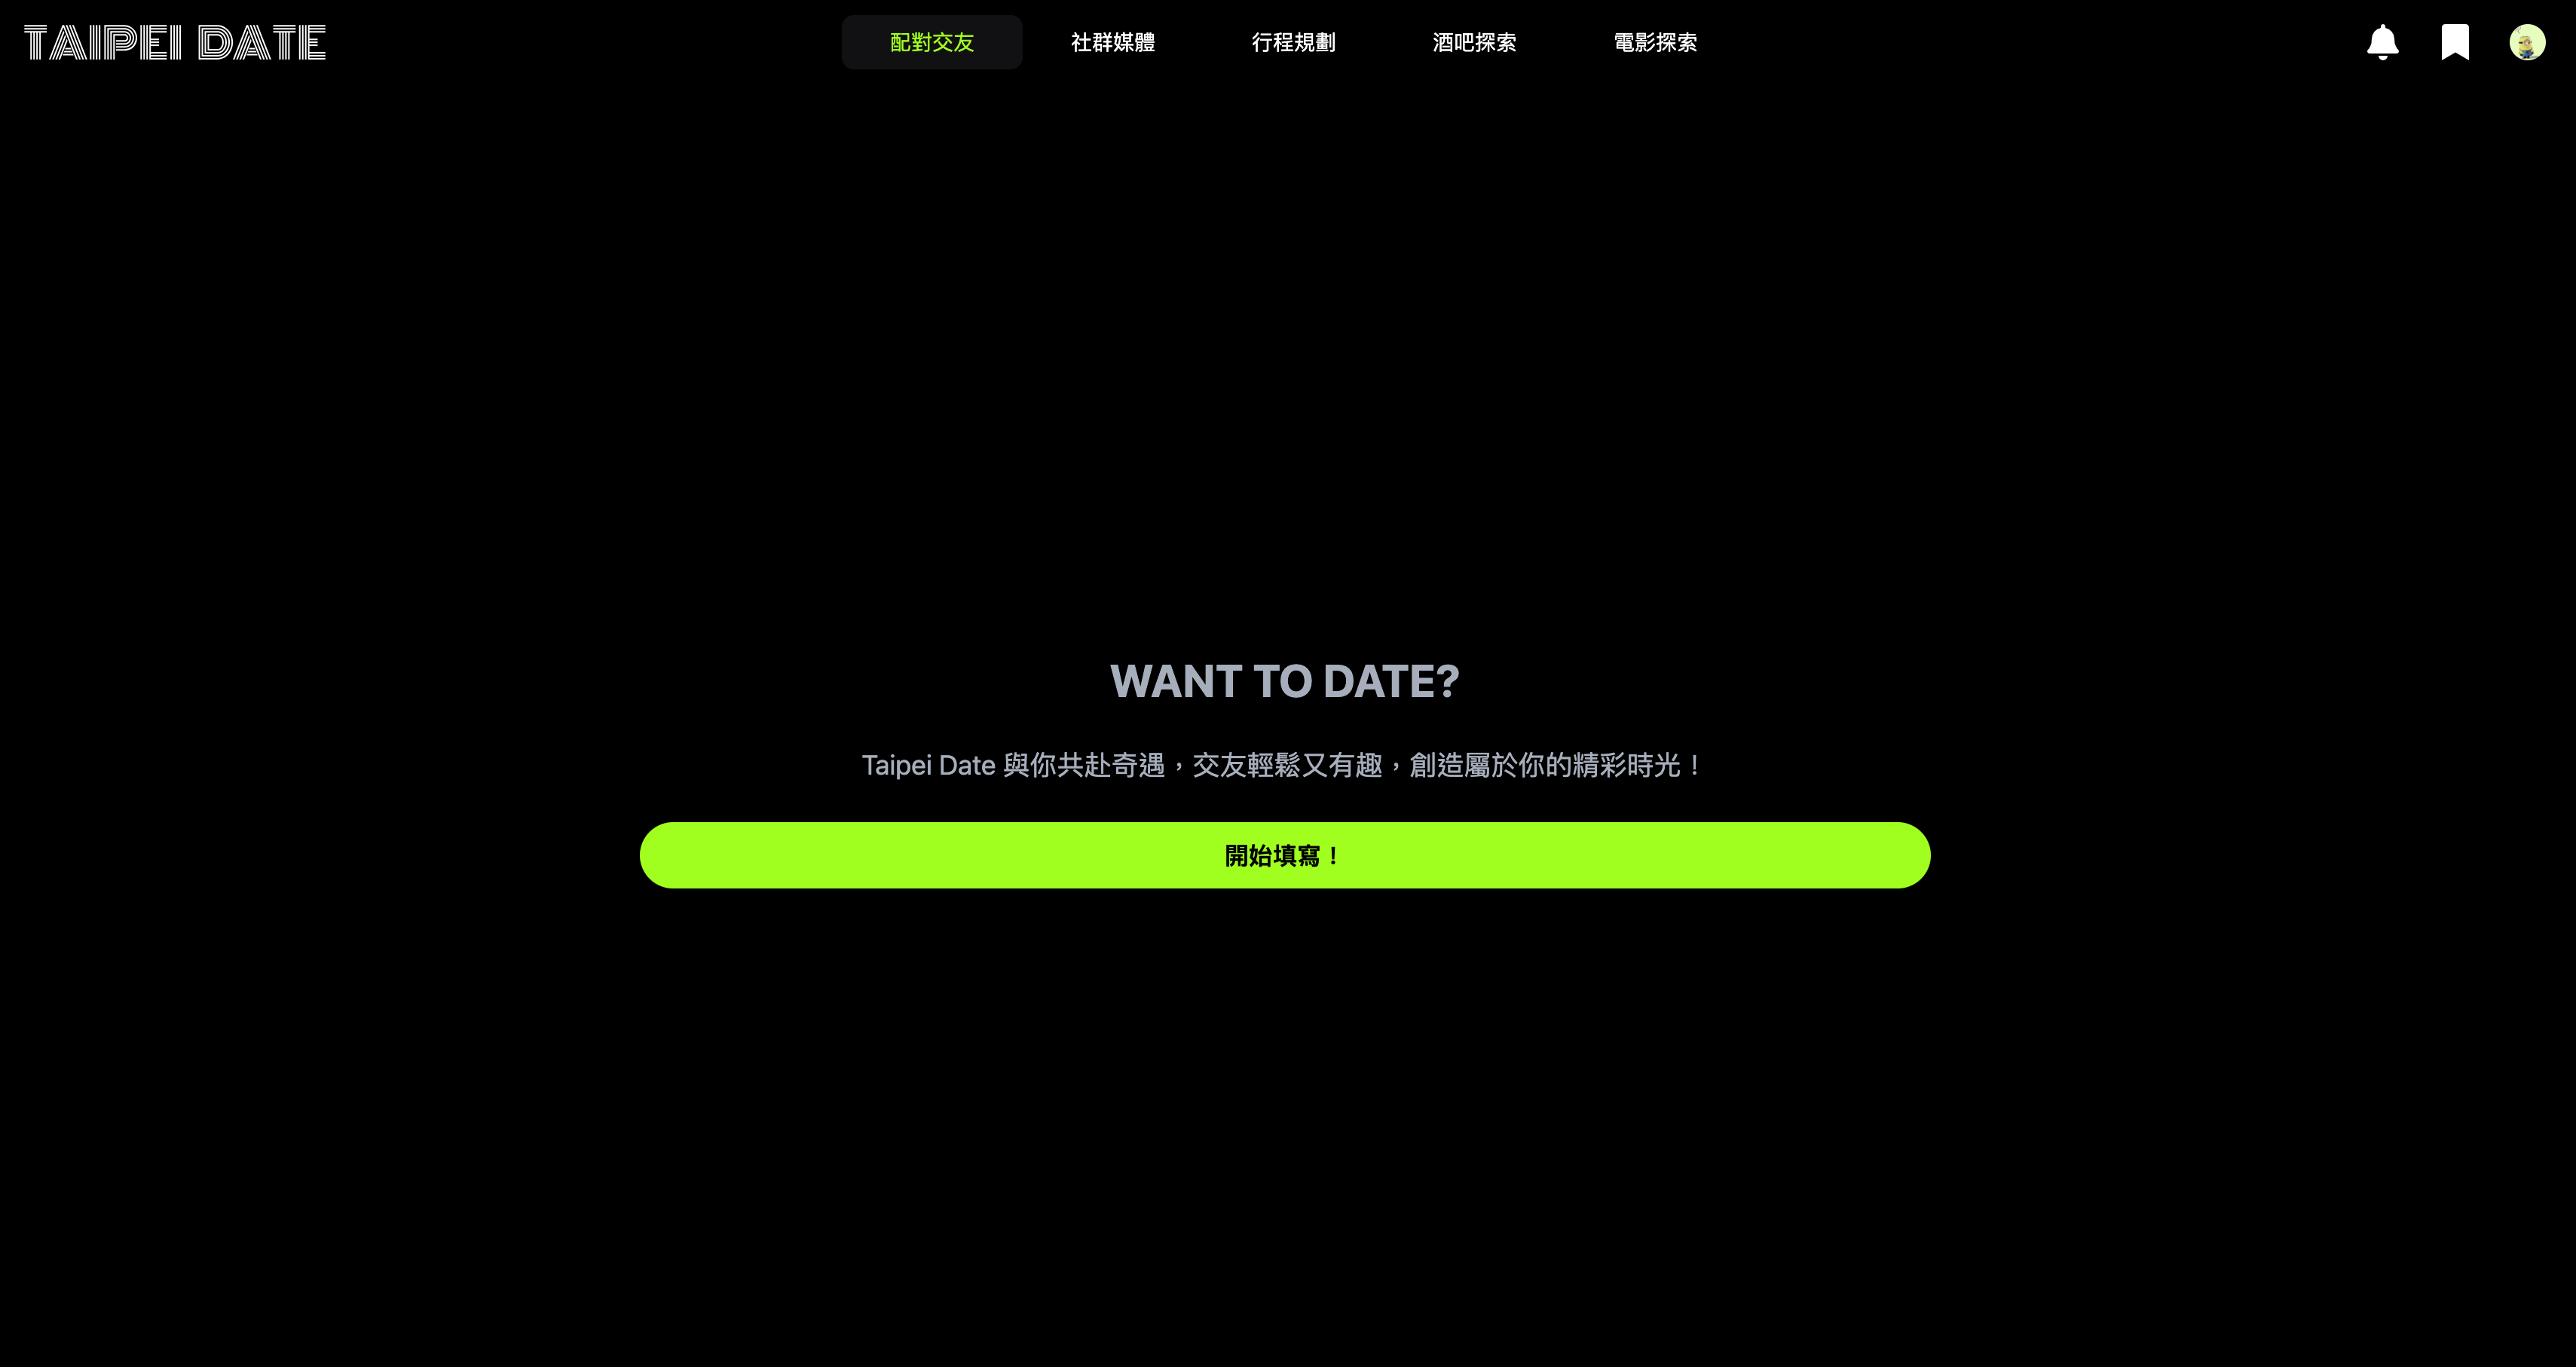 TAIPEI DATE
配對交友
社群媒體
行程規劃
酒吧探索
電影探索
WANT TO DATE?
Taipei Date 與你共赴奇遇，交友輕鬆又有趣，創造屬於你的精彩時光！
開始填寫！